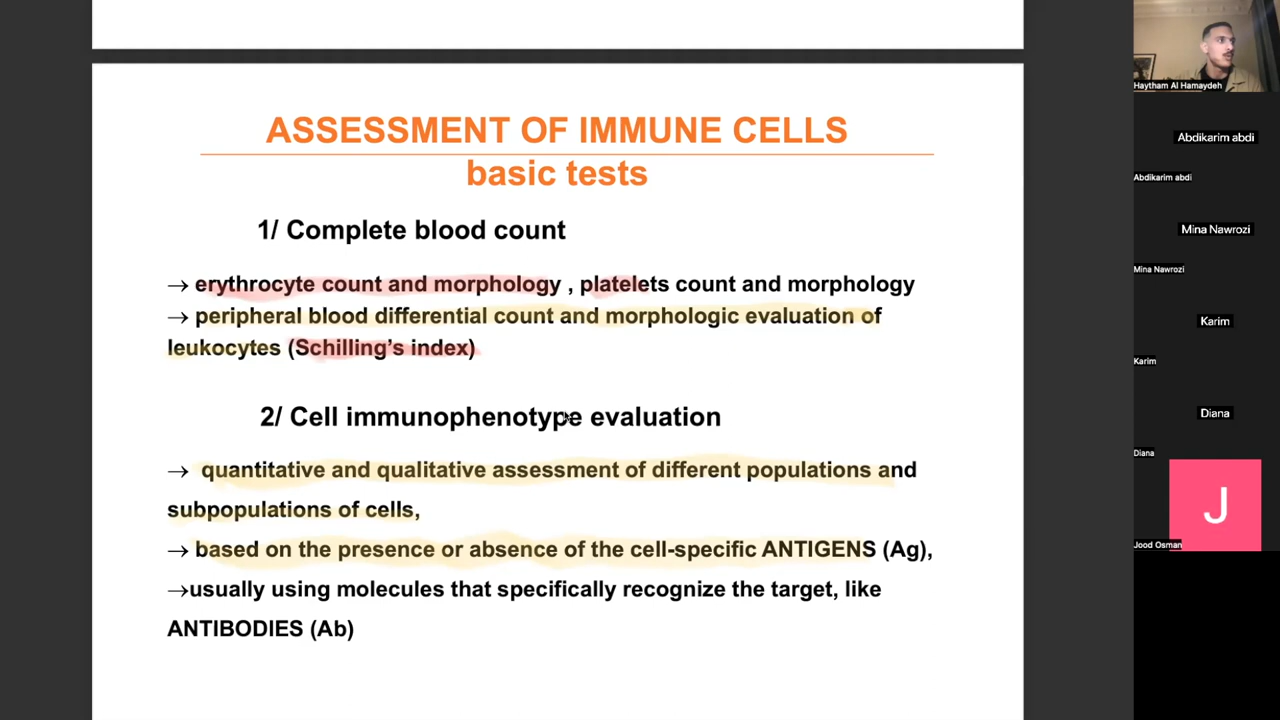 ASSESSMENT OF IMMUNE CELLS
basic tests
1/ Complete blood count
→ erythrocyte count and morphology , platelets count and morphology
→ peripheral blood differential count and morphologic evaluation of
leukocytes (Schilling’s index)
2/ Cell immunophenotype evaluation
→ quantitative and qualitative assessment of different populations and
subpopulations of cells,
→ based on the presence or absence of the cell-specific ANTIGENS (Ag),
→usually using molecules that specifically recognize the target, like
ANTIBODIES (Ab)
Haytham Al Hamaydeh
Abdikarim abdi
Abdikarim abdi
Mina Nawrozi
Mina Nawrozi
Karim
Karim
Diana
Diana
J
Jood Osman